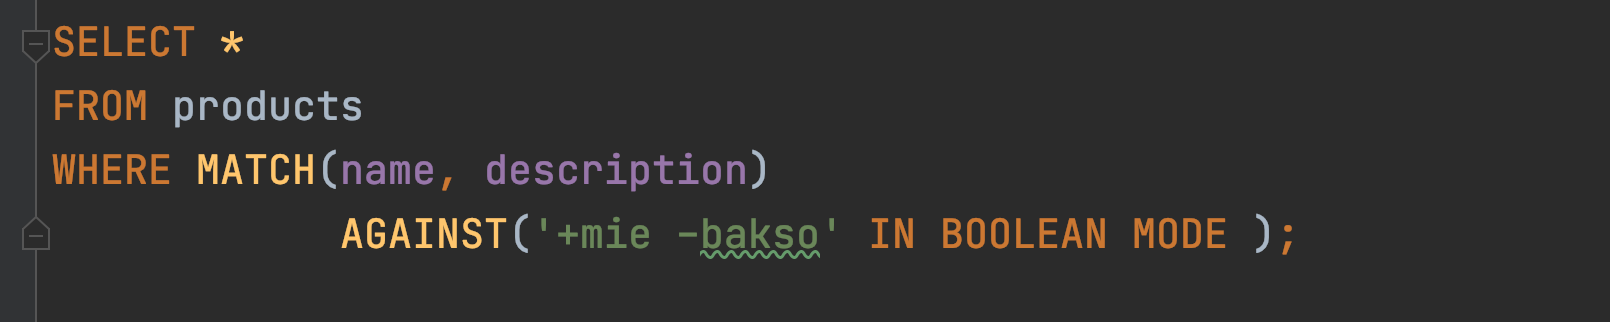 SELECT *
FROM products
WHERE MATCH(name, description)
AGAINST('+mie -bakso' IN BOOLEAN MODE );